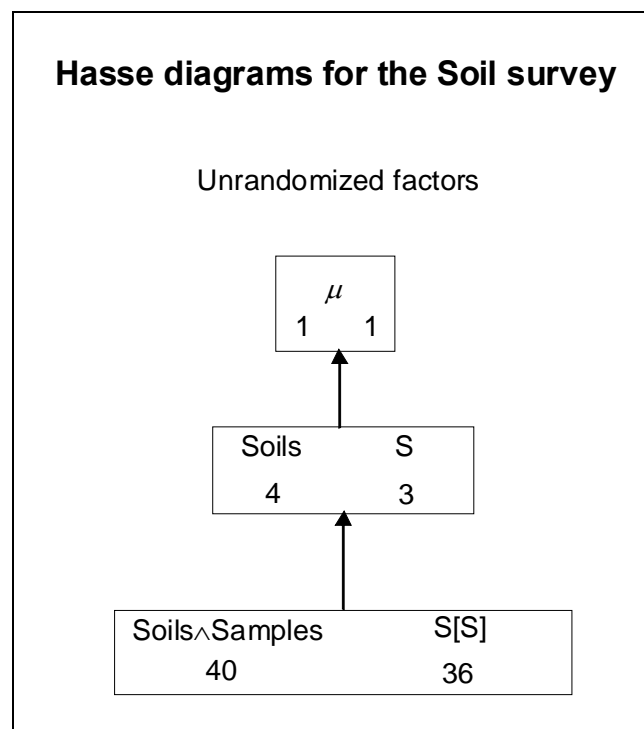 Hasse diagrams for the Soil survey
Unrandomized factors
μ
1 1
Soils S
4 3
Soils∧Samples S[S]
40 36